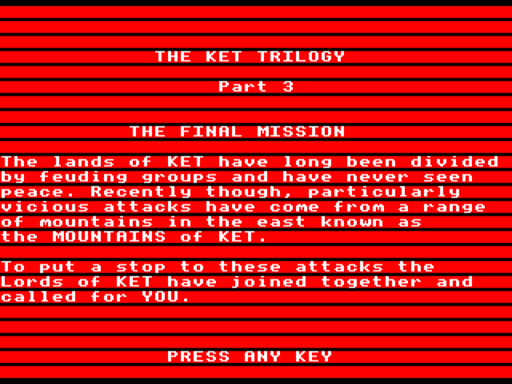 THE KET TRILOGY
Part 3
THE FINAL MISSION
The lands of KET have long been divided
by feuding groups and have never seen
peace. Recently though, particularly
vicious attacks have come from a range
of mountains in the east known as
the MOUNTAINS of KET.
To put a stop to these attacks the
Lords of KET have joined together and
called for YOU.
PRESS ANY KEY